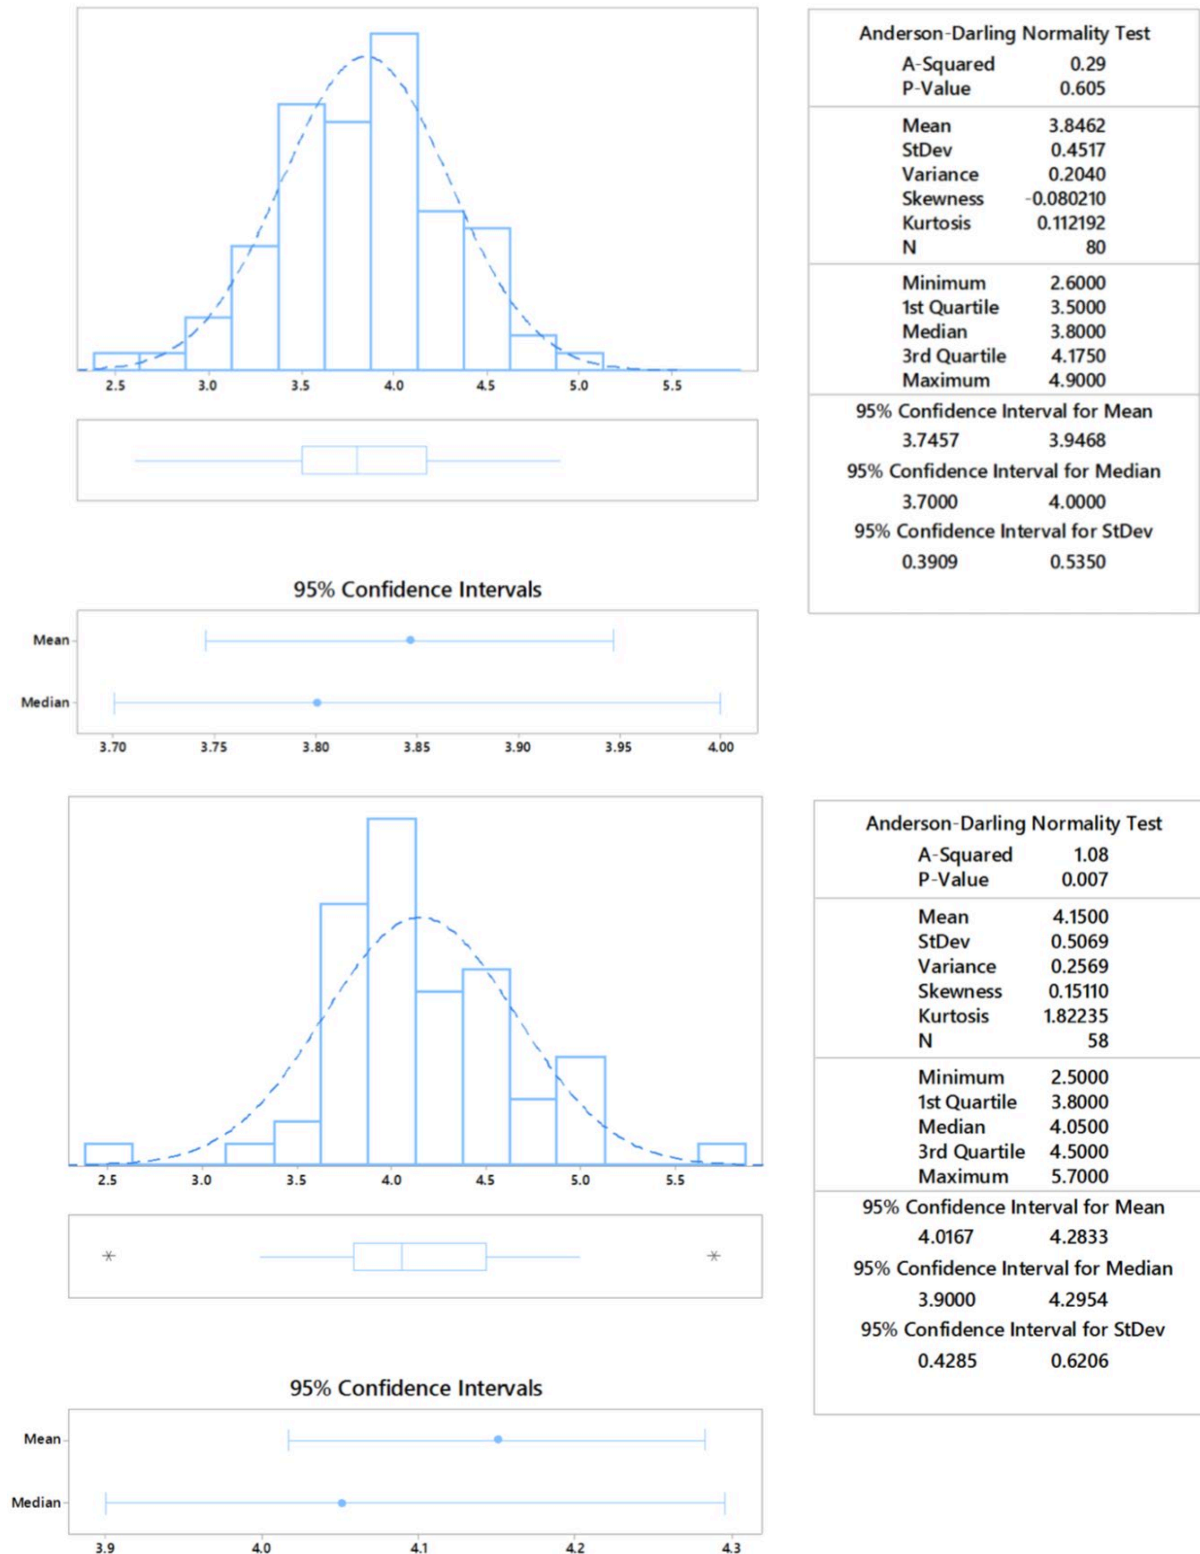 2.5 3.0 3.5 4.0 4.5 5.0 5.5
Anderson-Darling Normality Test
A-Squared 0.29
P-Value 0.605
Mean 3.8462
StDev 0.4517
Variance 0.2040
Skewness -0.080210
Kurtosis 0.112192
N 80
Minimum 2.6000
1st Quartile 3.5000
Median 3.8000
3rd Quartile 4.1750
Maximum 4.9000
95% Confidence Interval for Mean
3.7457 3.9468
95% Confidence Interval for Median
3.7000 4.0000
95% Confidence Interval for StDev
0.3909 0.5350
95% Confidence Intervals
Mean
Median
3.70 3.75 3.80 3.85 3.90 3.95 4.00
2.5 3.0 3.5 4.0 4.5 5.0 5.5
Anderson-Darling Normality Test
A-Squared 1.08
P-Value 0.007
Mean 4.1500
StDev 0.5069
Variance 0.2569
Skewness 0.15110
Kurtosis 1.82235
N 58
Minimum 2.5000
1st Quartile 3.8000
Median 4.0500
3rd Quartile 4.5000
Maximum 5.7000
95% Confidence Interval for Mean
4.0167 4.2833
95% Confidence Interval for Median
3.9000 4.2954
95% Confidence Interval for StDev
0.4285 0.6206
95% Confidence Intervals
Mean
Median
3.9 4.0 4.1 4.2 4.3